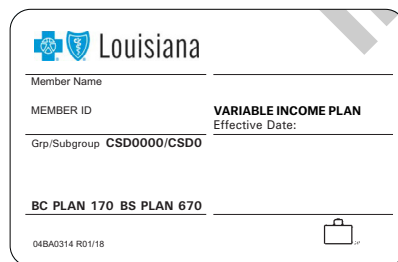 Louisiana
Member Name
MEMBER ID
VARIABLE INCOME PLAN
Effective Date:
Grp/Subgroup CSD0000/CSD0
BC PLAN 170 BS PLAN 670
04BA0314 R01/18